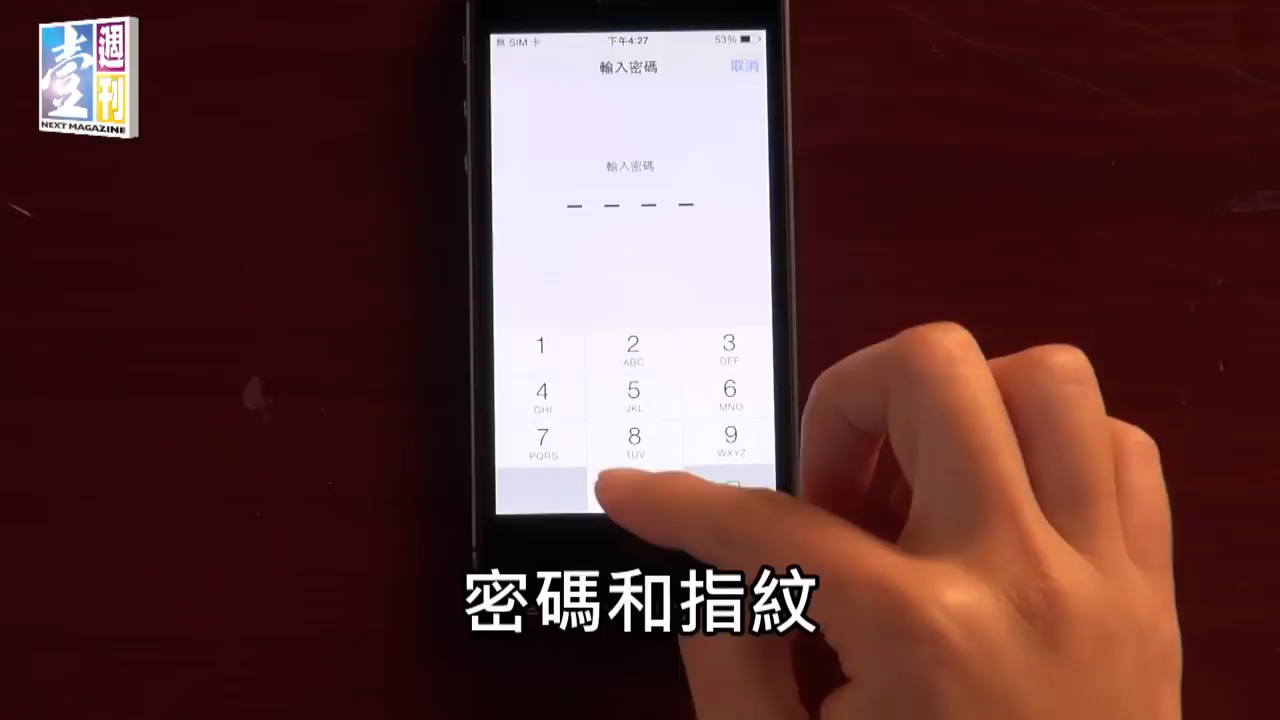 壹週刊
NEXT MAGAZINE
無 SIM 卡 下午4:27 53%
輸入密碼 取消
輸入密碼
1 2 3
ABC DEF
4 5 6
GHI JKL MNO
7 8 9
PQRS TUV WXYZ
密碼和指紋